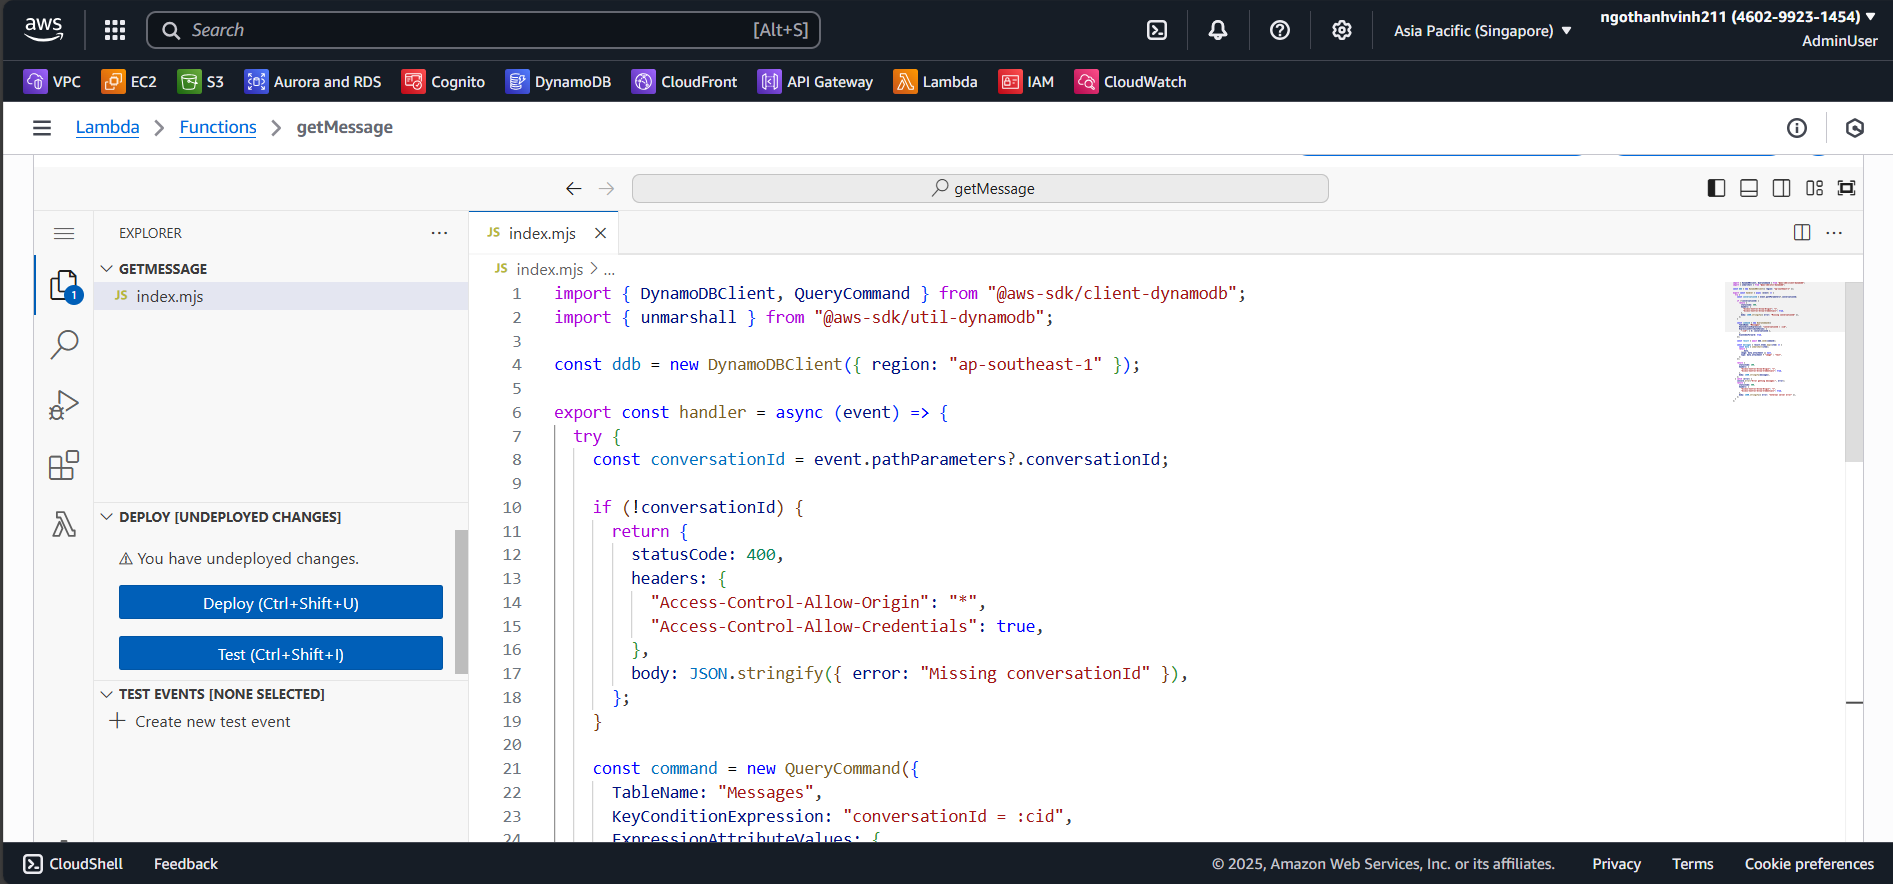 aws
Search [Alt+S]
Asia Pacific (Singapore) ▼
ngothanhvinh211 (4602-9923-1454) ▼
AdminUser
VPC EC2 S3 Aurora and RDS Cognito DynamoDB CloudFront API Gateway Lambda IAM CloudWatch
Lambda > Functions > getMessage
getMessage
EXPLORER ...
GETMESSAGE
JS index.mjs
1
DEPLOY [UNDEPLOYED CHANGES]
You have undeployed changes.
Deploy (Ctrl+Shift+U)
Test (Ctrl+Shift+I)
TEST EVENTS [NONE SELECTED]
+ Create new test event
JS index.mjs ×
JS index.mjs > ...
1 import { DynamoDBClient, QueryCommand } from "@aws-sdk/client-dynamodb";
2 import { unmarshall } from "@aws-sdk/util-dynamodb";
3
4 const ddb = new DynamoDBClient({ region: "ap-southeast-1" });
5
6 export const handler = async (event) => {
7 try {
8 const conversationId = event.pathParameters?.conversationId;
9
10 if (!conversationId) {
11 return {
12 statusCode: 400,
13 headers: {
14 "Access-Control-Allow-Origin": "*",
15 "Access-Control-Allow-Credentials": true,
16 },
17 body: JSON.stringify({ error: "Missing conversationId" }),
18 };
19 }
20
21 const command = new QueryCommand({
22 TableName: "Messages",
23 KeyConditionExpression: "conversationId = :cid",
24 ExpressionAttributeValues: {
CloudShell Feedback
© 2025, Amazon Web Services, Inc. or its affiliates. Privacy Terms Cookie preferences